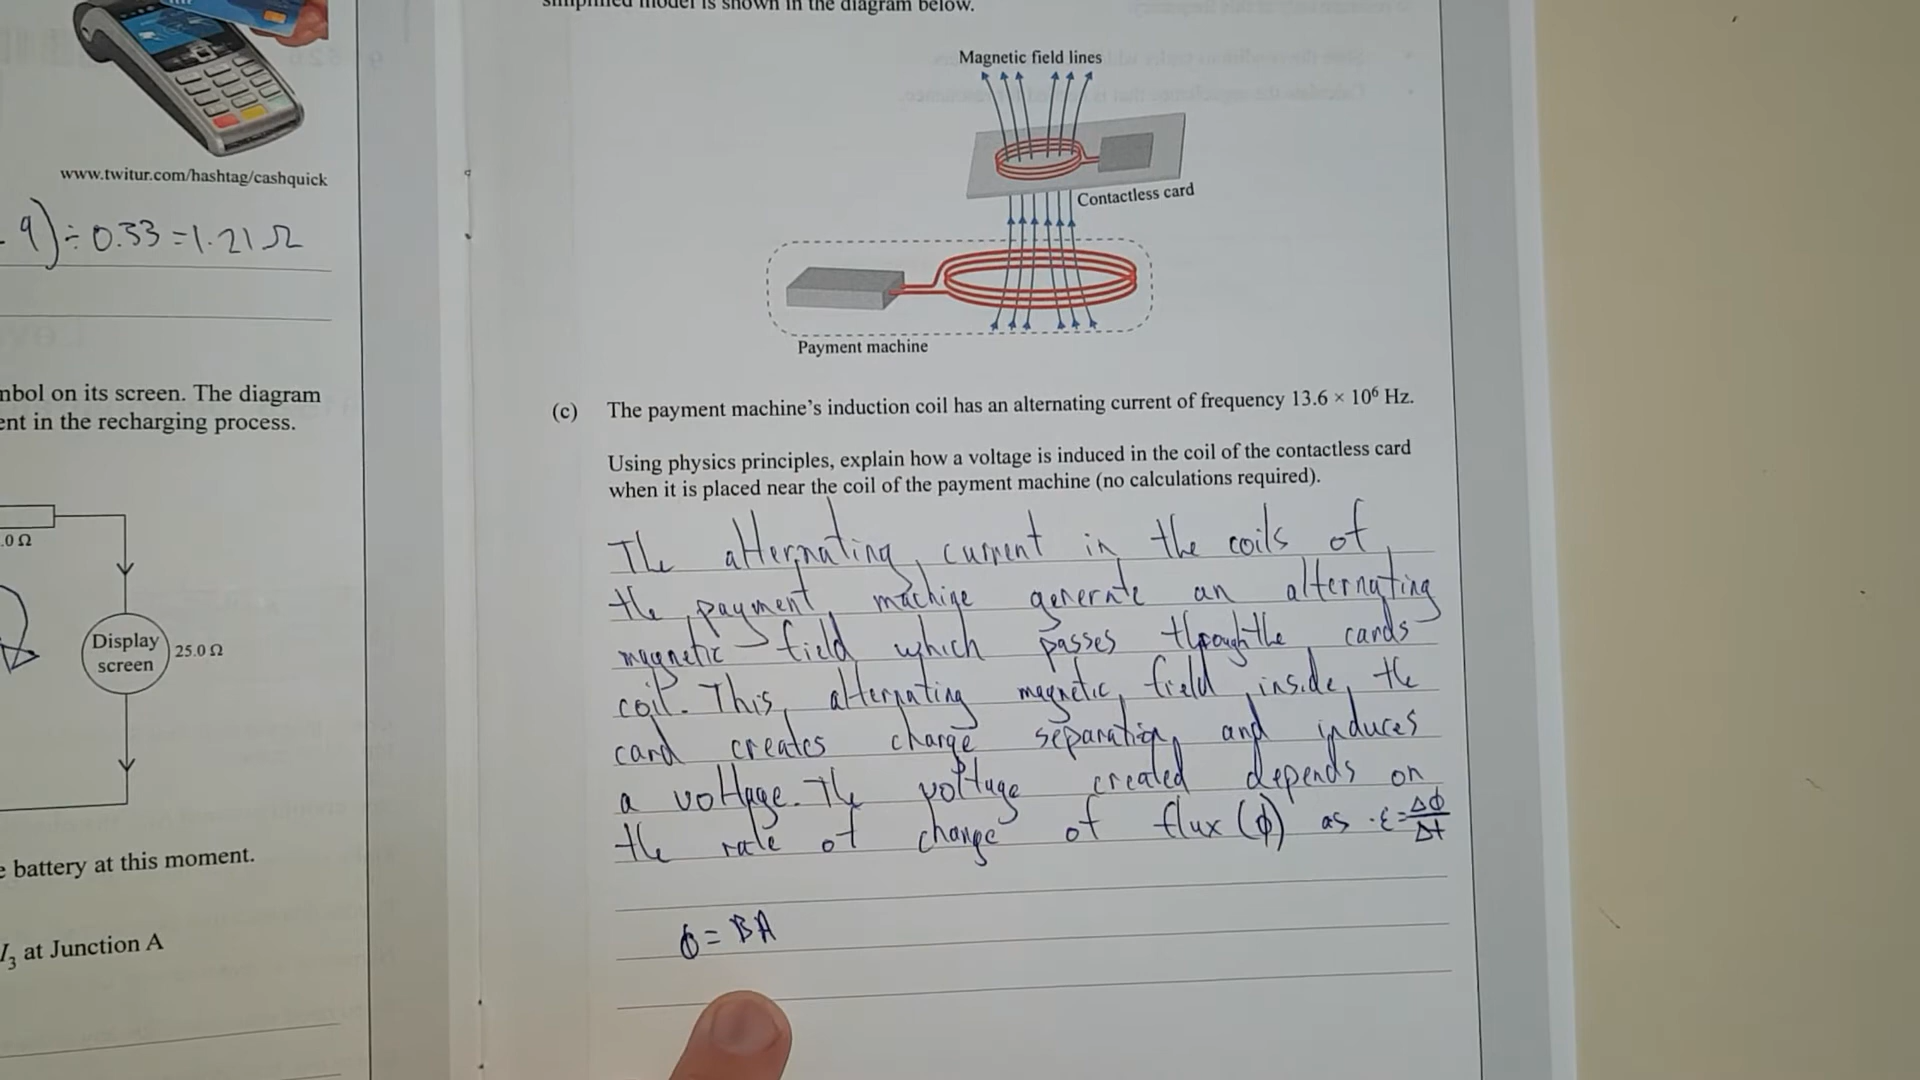 simplified model is shown in the diagram below.
www.twitur.com/hashtag/cashquick
9) ÷ 0.33 = 1.21 Ω
mbol on its screen. The diagram
ent in the recharging process.
.0 Ω
Display
screen
25.0 Ω
e battery at this moment.
I₃ at Junction A
Magnetic field lines
Contactless card
Payment machine
(c) The payment machine's induction coil has an alternating current of frequency 13.6 × 10⁶ Hz.
Using physics principles, explain how a voltage is induced in the coil of the contactless card
when it is placed near the coil of the payment machine (no calculations required).
The alternating current in the coils of
the payment machine generate an alternating
magnetic field which passes through the cards
coil. This alternating magnetic field inside the
card creates charge separation and induces
a voltage. The voltage created depends on
the rate of change of flux (ϕ) as ε = Δϕ/Δt
ϕ = BA